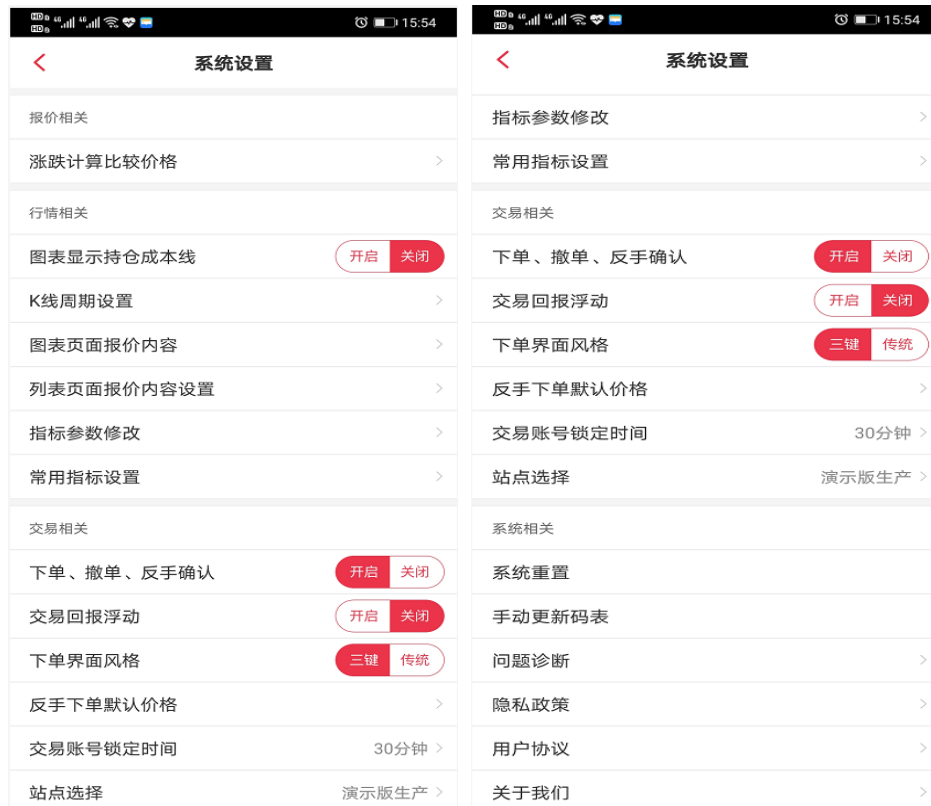 HD 46 46 15:54
HD
系统设置
报价相关
涨跌计算比较价格
行情相关
图表显示持仓成本线 开启 关闭
K线周期设置
图表页面报价内容
列表页面报价内容设置
指标参数修改
常用指标设置
交易相关
下单、撤单、反手确认 开启 关闭
交易回报浮动 开启 关闭
下单界面风格 三键 传统
反手下单默认价格
交易账号锁定时间 30分钟
站点选择 演示版生产
HD 46 46 15:54
HD
系统设置
指标参数修改
常用指标设置
交易相关
下单、撤单、反手确认 开启 关闭
交易回报浮动 开启 关闭
下单界面风格 三键 传统
反手下单默认价格
交易账号锁定时间 30分钟
站点选择 演示版生产
系统相关
系统重置
手动更新码表
问题诊断
隐私政策
用户协议
关于我们